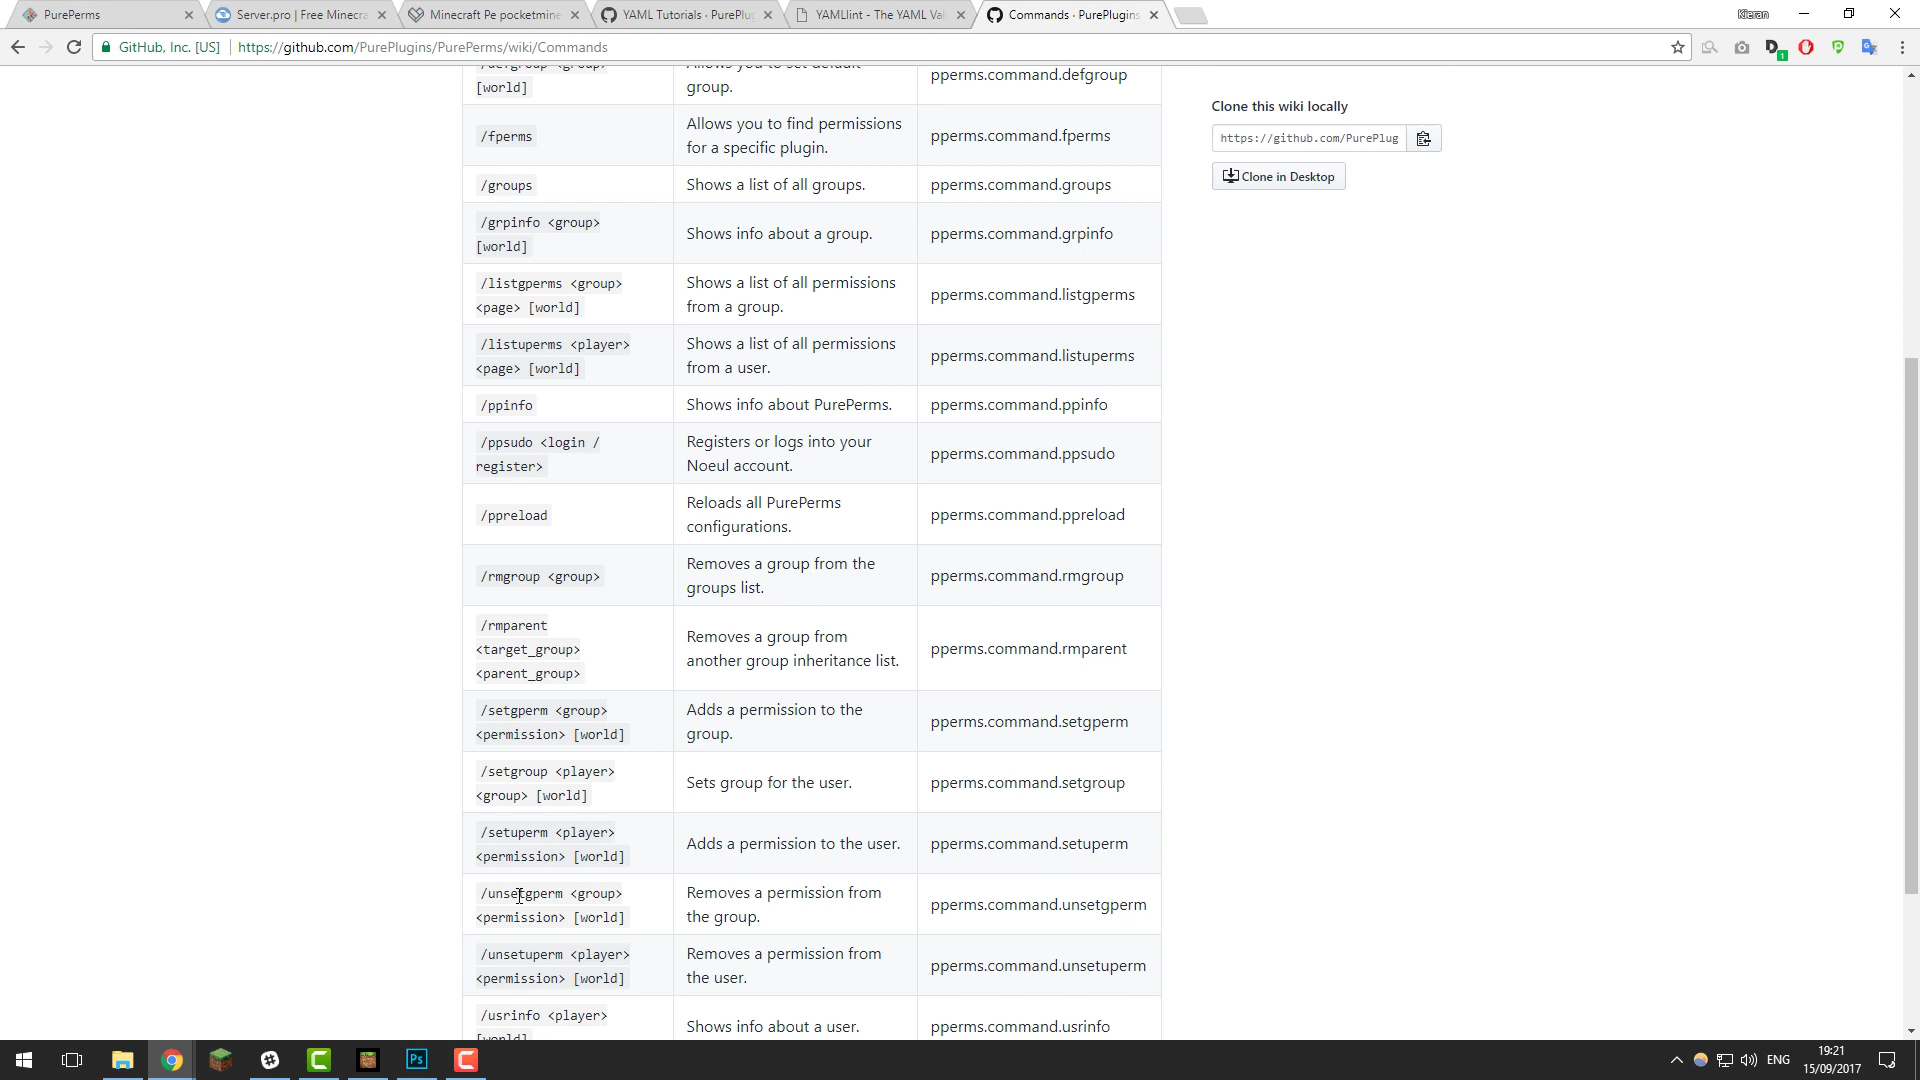 PurePerms
Server.pro | Free Minecra
Minecraft Pe pocketmine
YAML Tutorials · PurePlug
YAMLlint - The YAML Val
Commands · PurePlugins
Kieran
GitHub, Inc. [US]
https://github.com/PurePlugins/PurePerms/wiki/Commands
/defgroup <group>
[world]
Allows you to set default
group.
pperms.command.defgroup
/fperms
Allows you to find permissions
for a specific plugin.
pperms.command.fperms
/groups
Shows a list of all groups.
pperms.command.groups
/grpinfo <group>
[world]
Shows info about a group.
pperms.command.grpinfo
/listgperms <group>
<page> [world]
Shows a list of all permissions
from a group.
pperms.command.listgperms
/listuperms <player>
<page> [world]
Shows a list of all permissions
from a user.
pperms.command.listuperms
/ppinfo
Shows info about PurePerms.
pperms.command.ppinfo
/ppsudo <login /
register>
Registers or logs into your
Noeul account.
pperms.command.ppsudo
/ppreload
Reloads all PurePerms
configurations.
pperms.command.ppreload
/rmgroup <group>
Removes a group from the
groups list.
pperms.command.rmgroup
/rmparent
<target_group>
<parent_group>
Removes a group from
another group inheritance list.
pperms.command.rmparent
/setgperm <group>
<permission> [world]
Adds a permission to the
group.
pperms.command.setgperm
/setgroup <player>
<group> [world]
Sets group for the user.
pperms.command.setgroup
/setuperm <player>
<permission> [world]
Adds a permission to the user.
pperms.command.setuperm
/unsetgperm <group>
<permission> [world]
Removes a permission from
the group.
pperms.command.unsetgperm
/unsetuperm <player>
<permission> [world]
Removes a permission from
the user.
pperms.command.unsetuperm
/usrinfo <player>
[world]
Shows info about a user.
pperms.command.usrinfo
Clone this wiki locally
https://github.com/PurePlug
Clone in Desktop
D
1
Ps
C
C
ENG
19:21
15/09/2017